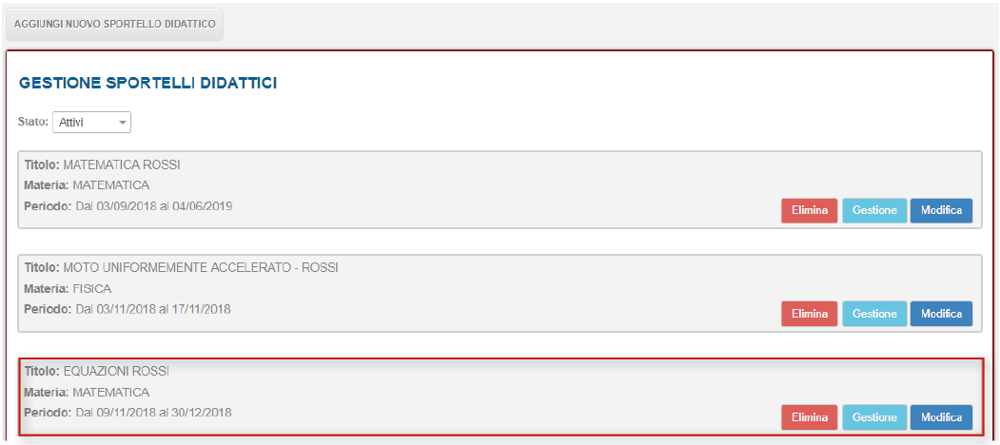 AGGIUNGI NUOVO SPORTELLO DIDATTICO
GESTIONE SPORTELLI DIDATTICI
Stato: Attivi
Titolo: MATEMATICA ROSSI
Materia: MATEMATICA
Periodo: Dal 03/09/2018 al 04/06/2019
Elimina Gestione Modifica
Titolo: MOTO UNIFORMEMENTE ACCELERATO - ROSSI
Materia: FISICA
Periodo: Dal 03/11/2018 al 17/11/2018
Elimina Gestione Modifica
Titolo: EQUAZIONI ROSSI
Materia: MATEMATICA
Periodo: Dal 09/11/2018 al 30/12/2018
Elimina Gestione Modifica